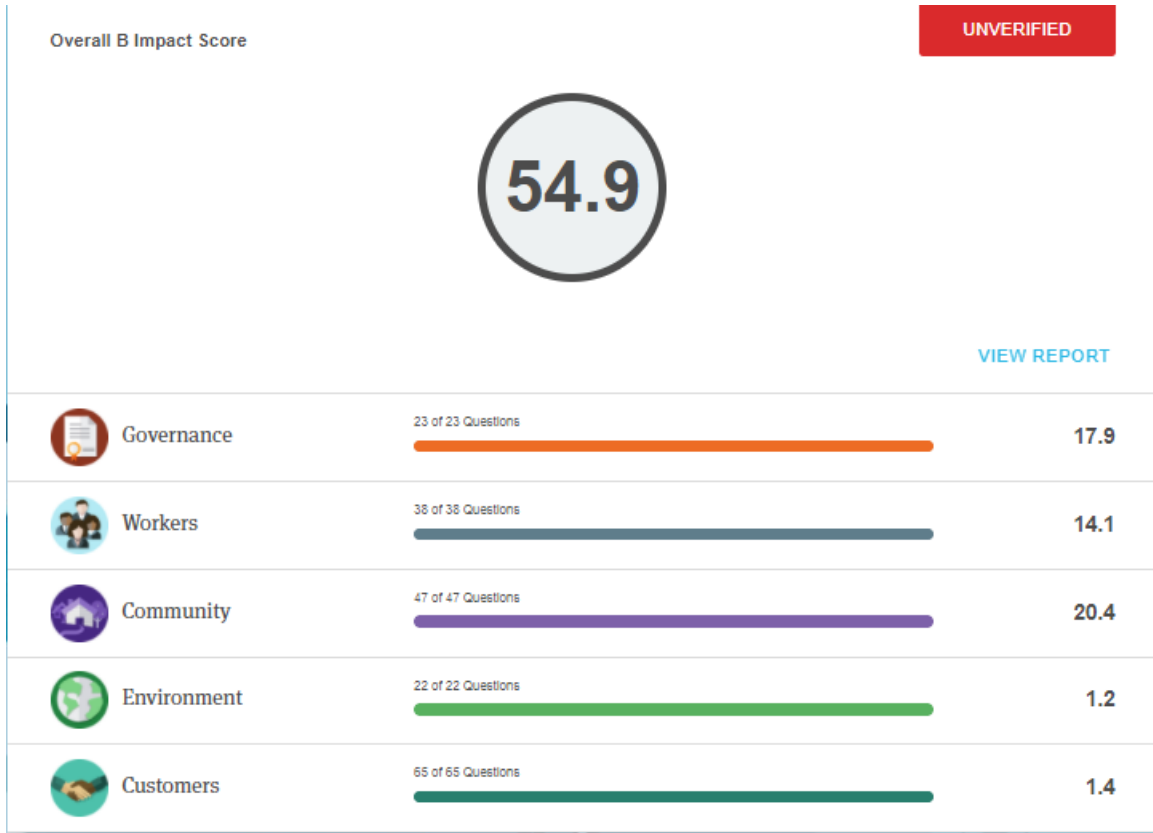 Overall B Impact Score
UNVERIFIED
54.9
VIEW REPORT
Governance
23 of 23 Questions
17.9
Workers
38 of 38 Questions
14.1
Community
47 of 47 Questions
20.4
Environment
22 of 22 Questions
1.2
Customers
65 of 65 Questions
1.4